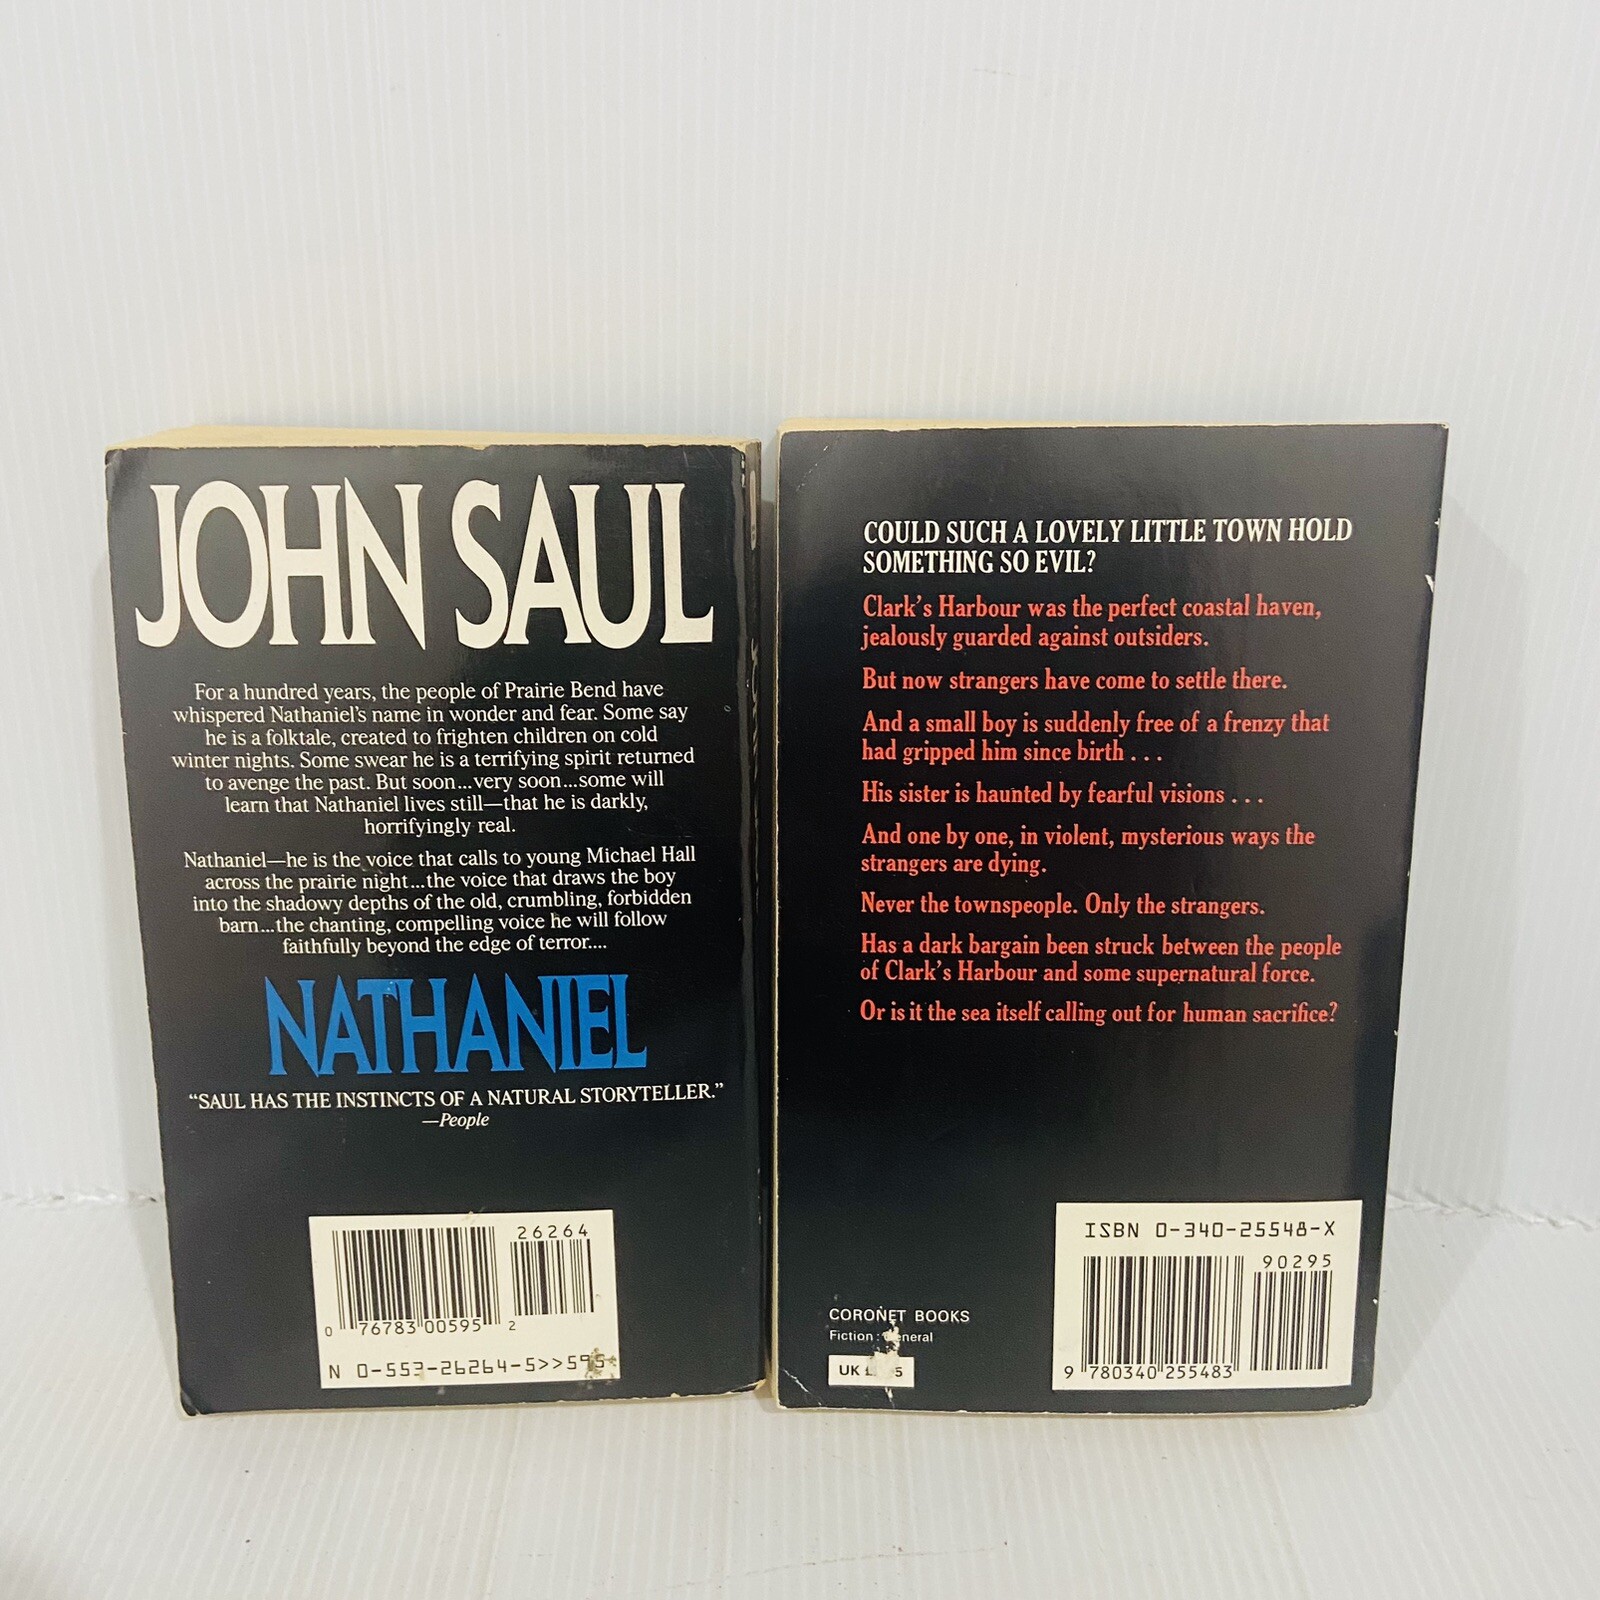 JOHN SAUL
For a hundred years, the people of Prairie Bend have
whispered Nathaniel's name in wonder and fear. Some say
he is a folktale, created to frighten children on cold
winter nights. Some swear he is a terrifying spirit returned
to avenge the past. But soon...very soon...some will
learn that Nathaniel lives still—that he is darkly,
horrifyingly real.
Nathaniel—he is the voice that calls to young Michael Hall
across the prairie night...the voice that draws the boy
into the shadowy depths of the old, crumbling, forbidden
barn...the chanting, compelling voice he will follow
faithfully beyond the edge of terror....
NATHANIEL
"SAUL HAS THE INSTINCTS OF A NATURAL STORYTELLER."
—People
26264
0 76783 00595 2
N 0-553-26264-5>>595
COULD SUCH A LOVELY LITTLE TOWN HOLD
SOMETHING SO EVIL?
Clark's Harbour was the perfect coastal haven,
jealously guarded against outsiders.
But now strangers have come to settle there.
And a small boy is suddenly free of a frenzy that
had gripped him since birth . . .
His sister is haunted by fearful visions . . .
And one by one, in violent, mysterious ways the
strangers are dying.
Never the townspeople. Only the strangers.
Has a dark bargain been struck between the people
of Clark's Harbour and some supernatural force.
Or is it the sea itself calling out for human sacrifice?
ISBN 0-340-25548-X
90295
9 780340 255483
CORONET BOOKS
Fiction: General
UK